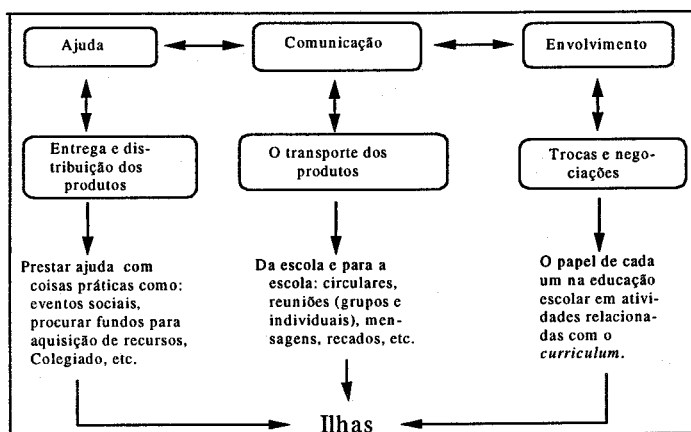 Ajuda
Comunicação
Envolvimento
Entrega e dis-
tribuição dos
produtos
O transporte dos
produtos
Trocas e nego-
ciações
Prestar ajuda com
coisas práticas como:
eventos sociais,
procurar fundos para
aquisição de recursos,
Colegiado, etc.
Da escola e para a
escola: circulares,
reuniões (grupos e
individuais), men-
sagens, recados, etc.
O papel de cada
um na educação
escolar em ativi-
dades relaciona-
das com o
curriculum.
Ilhas